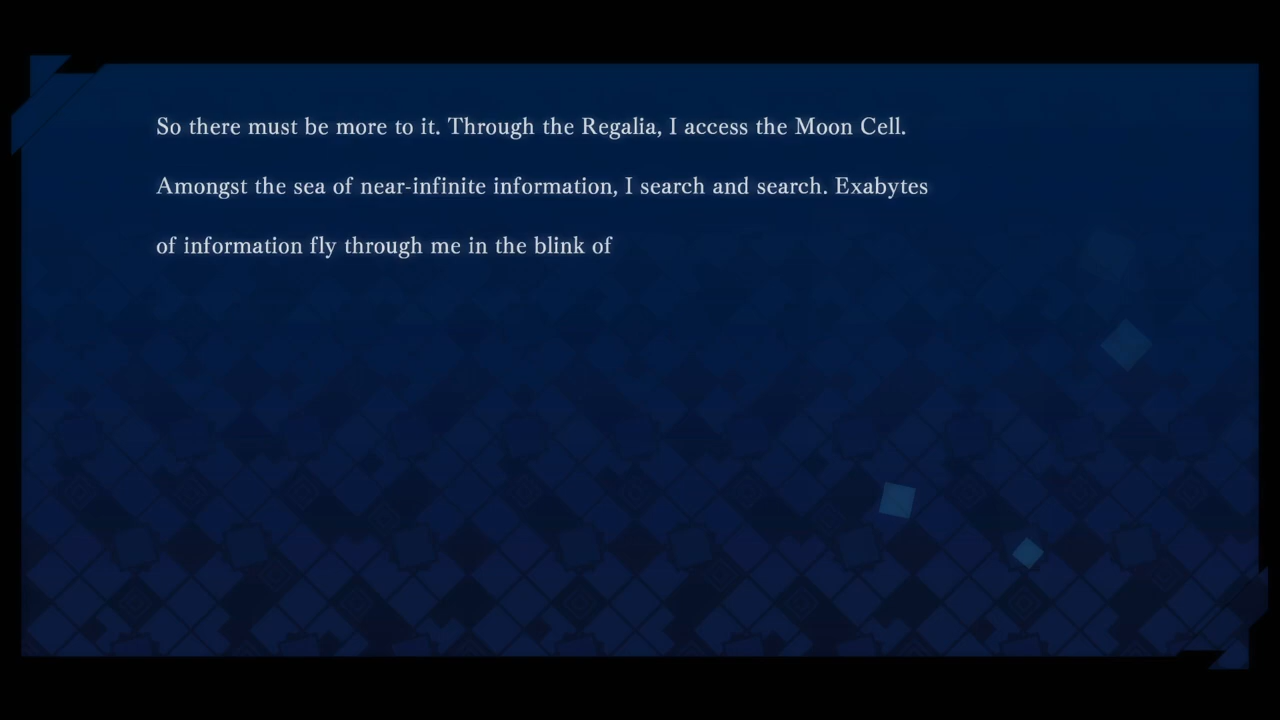 So there must be more to it. Through the Regalia, I access the Moon Cell.
Amongst the sea of near-infinite information, I search and search. Exabytes
of information fly through me in the blink of